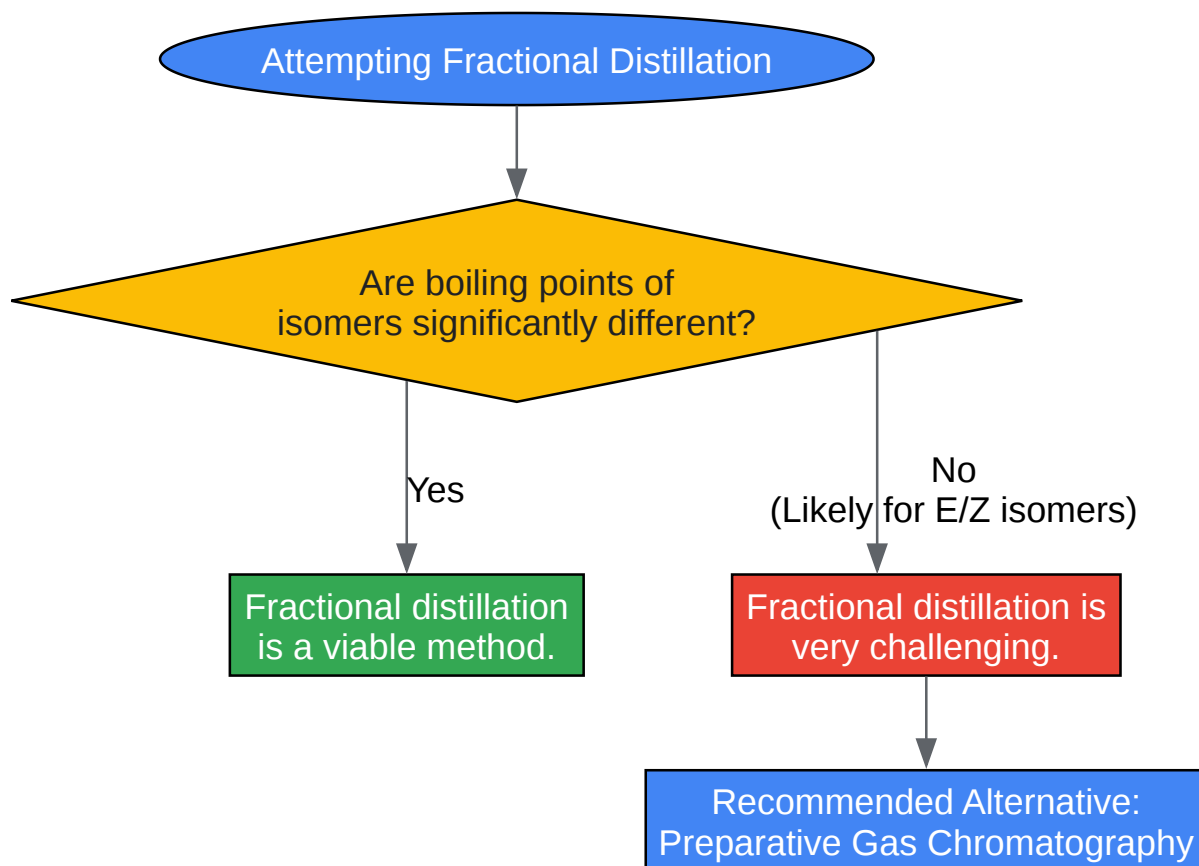 Attempting Fractional Distillation
Are boiling points of
isomers significantly different?
Yes
No
(Likely for E/Z isomers)
Fractional distillation
is a viable method.
Fractional distillation is
very challenging.
Recommended Alternative:
Preparative Gas Chromatography